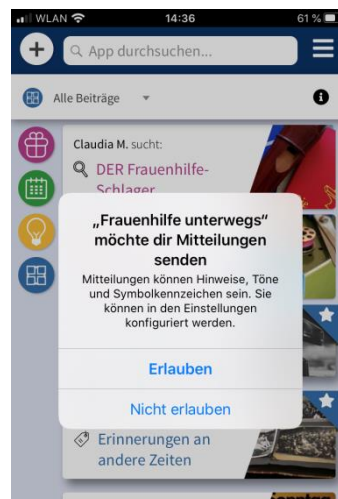 WLAN 14:36 61 %
App durchsuchen...
Alle Beiträge
Claudia M. sucht:
DER Frauenhilfe-
Schlager
„Frauenhilfe unterwegs“
möchte dir Mitteilungen
senden
Mitteilungen können Hinweise, Töne
und Symbolkennzeichen sein. Sie
können in den Einstellungen
konfiguriert werden.
Erlauben
Nicht erlauben
Erinnerungen an
andere Zeiten